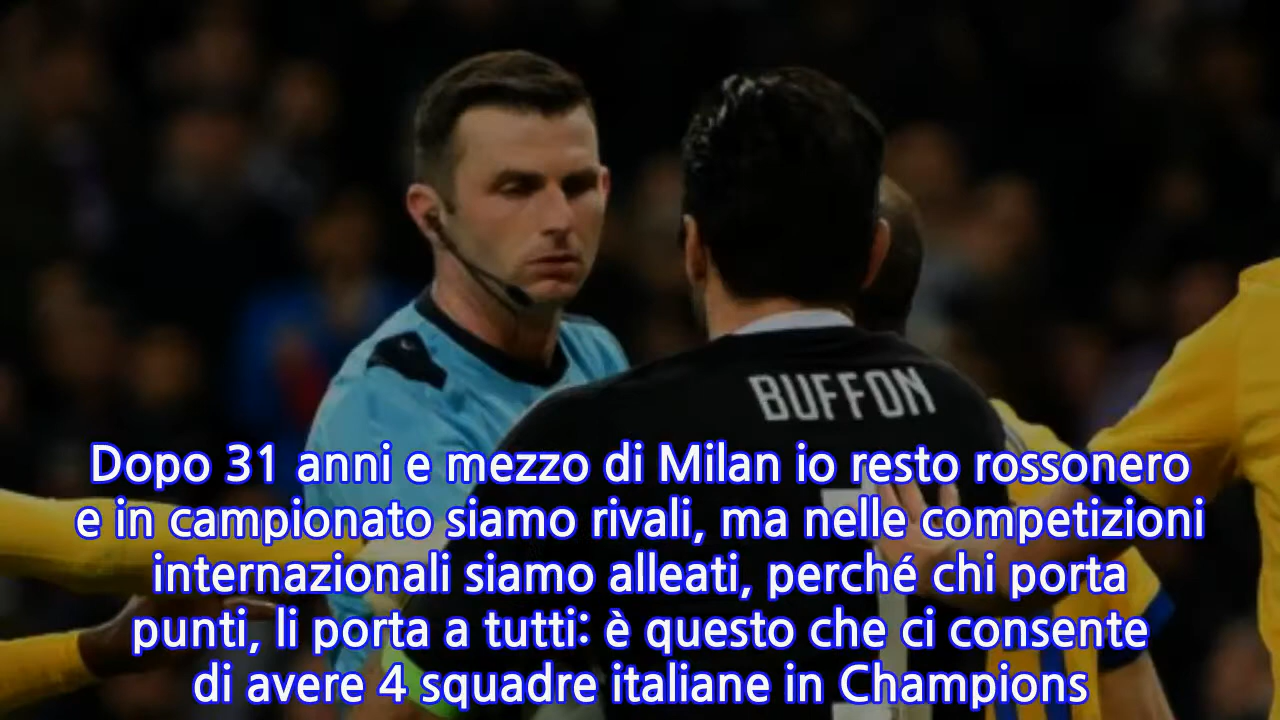 BUFFON
Dopo 31 anni e mezzo di Milan io resto rossonero
e in campionato siamo rivali, ma nelle competizioni
internazionali siamo alleati, perché chi porta
punti, li porta a tutti: è questo che ci consente
di avere 4 squadre italiane in Champions